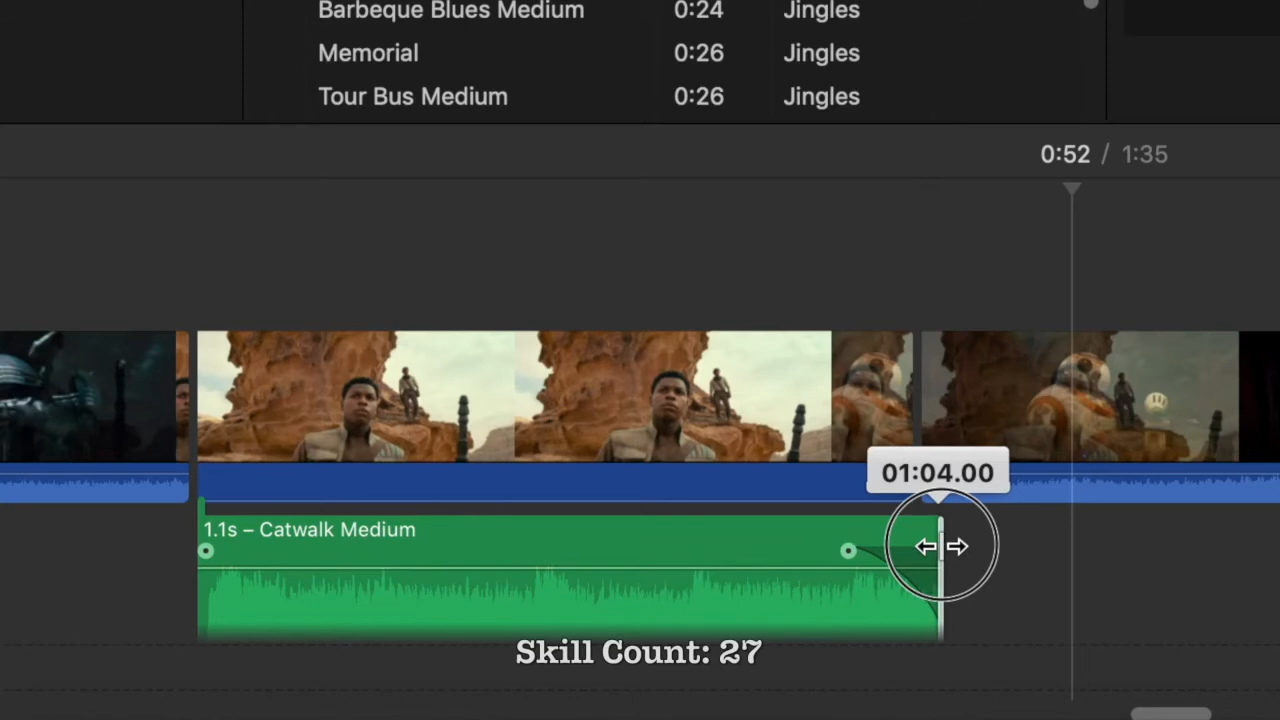 Barbeque Blues Medium 0:24 Jingles
Memorial 0:26 Jingles
Tour Bus Medium 0:26 Jingles
0:52 / 1:35
01:04.00
1.1s – Catwalk Medium
Skill Count: 27